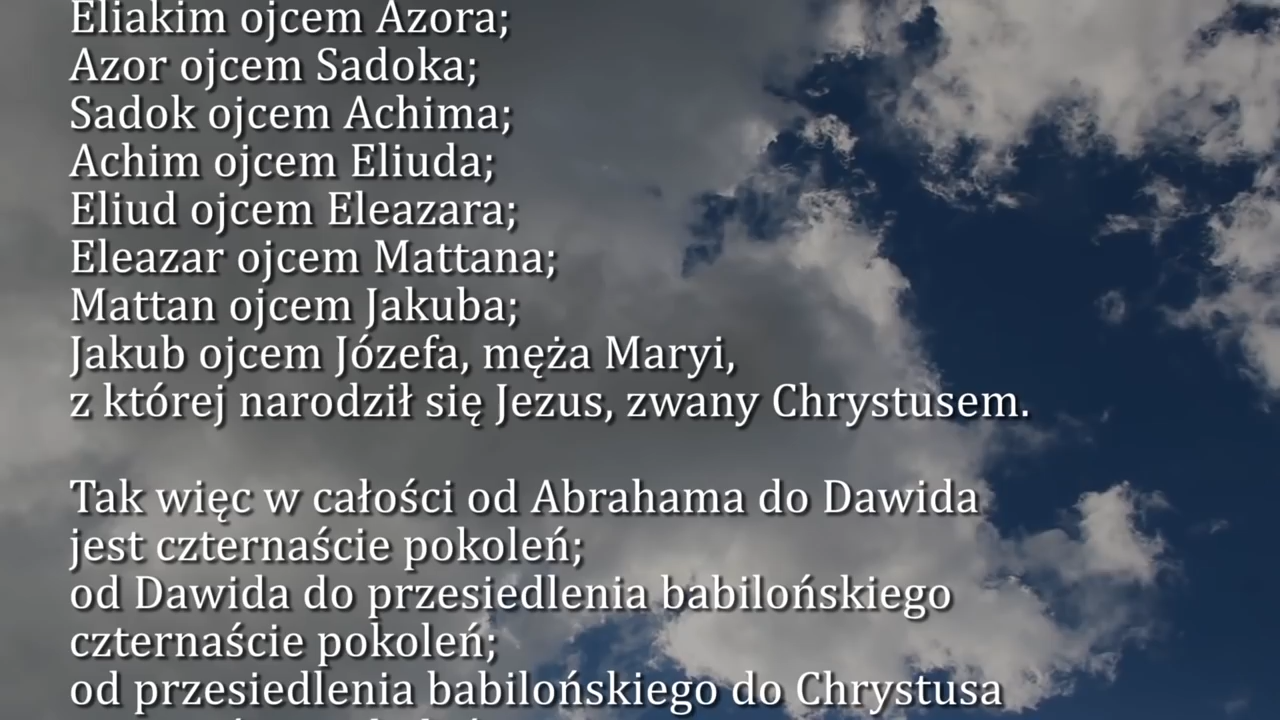 Eliakim ojcem Azora;
Azor ojcem Sadoka;
Sadok ojcem Achima;
Achim ojcem Eliuda;
Eliud ojcem Eleazara;
Eleazar ojcem Mattana;
Mattan ojcem Jakuba;
Jakub ojcem Józefa, męża Maryi,
z której narodził się Jezus, zwany Chrystusem.
Tak więc w całości od Abrahama do Dawida
jest czternaście pokoleń;
od Dawida do przesiedlenia babilońskiego
czternaście pokoleń;
od przesiedlenia babilońskiego do Chrystusa